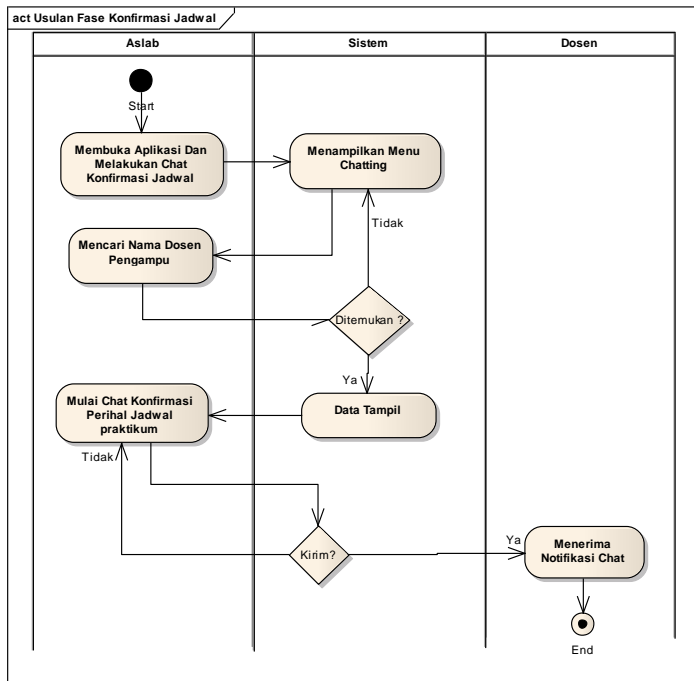 act Usulan Fase Konfirmasi Jadwal
Aslab
Sistem
Dosen
Start
Membuka Aplikasi Dan
Melakukan Chat
Konfirmasi Jadwal
Menampilkan Menu
Chatting
Tidak
Mencari Nama Dosen
Pengampu
Ditemukan ?
Ya
Data Tampil
Mulai Chat Konfirmasi
Perihal Jadwal
praktikum
Tidak
Kirim?
Ya
Menerima
Notifikasi Chat
End